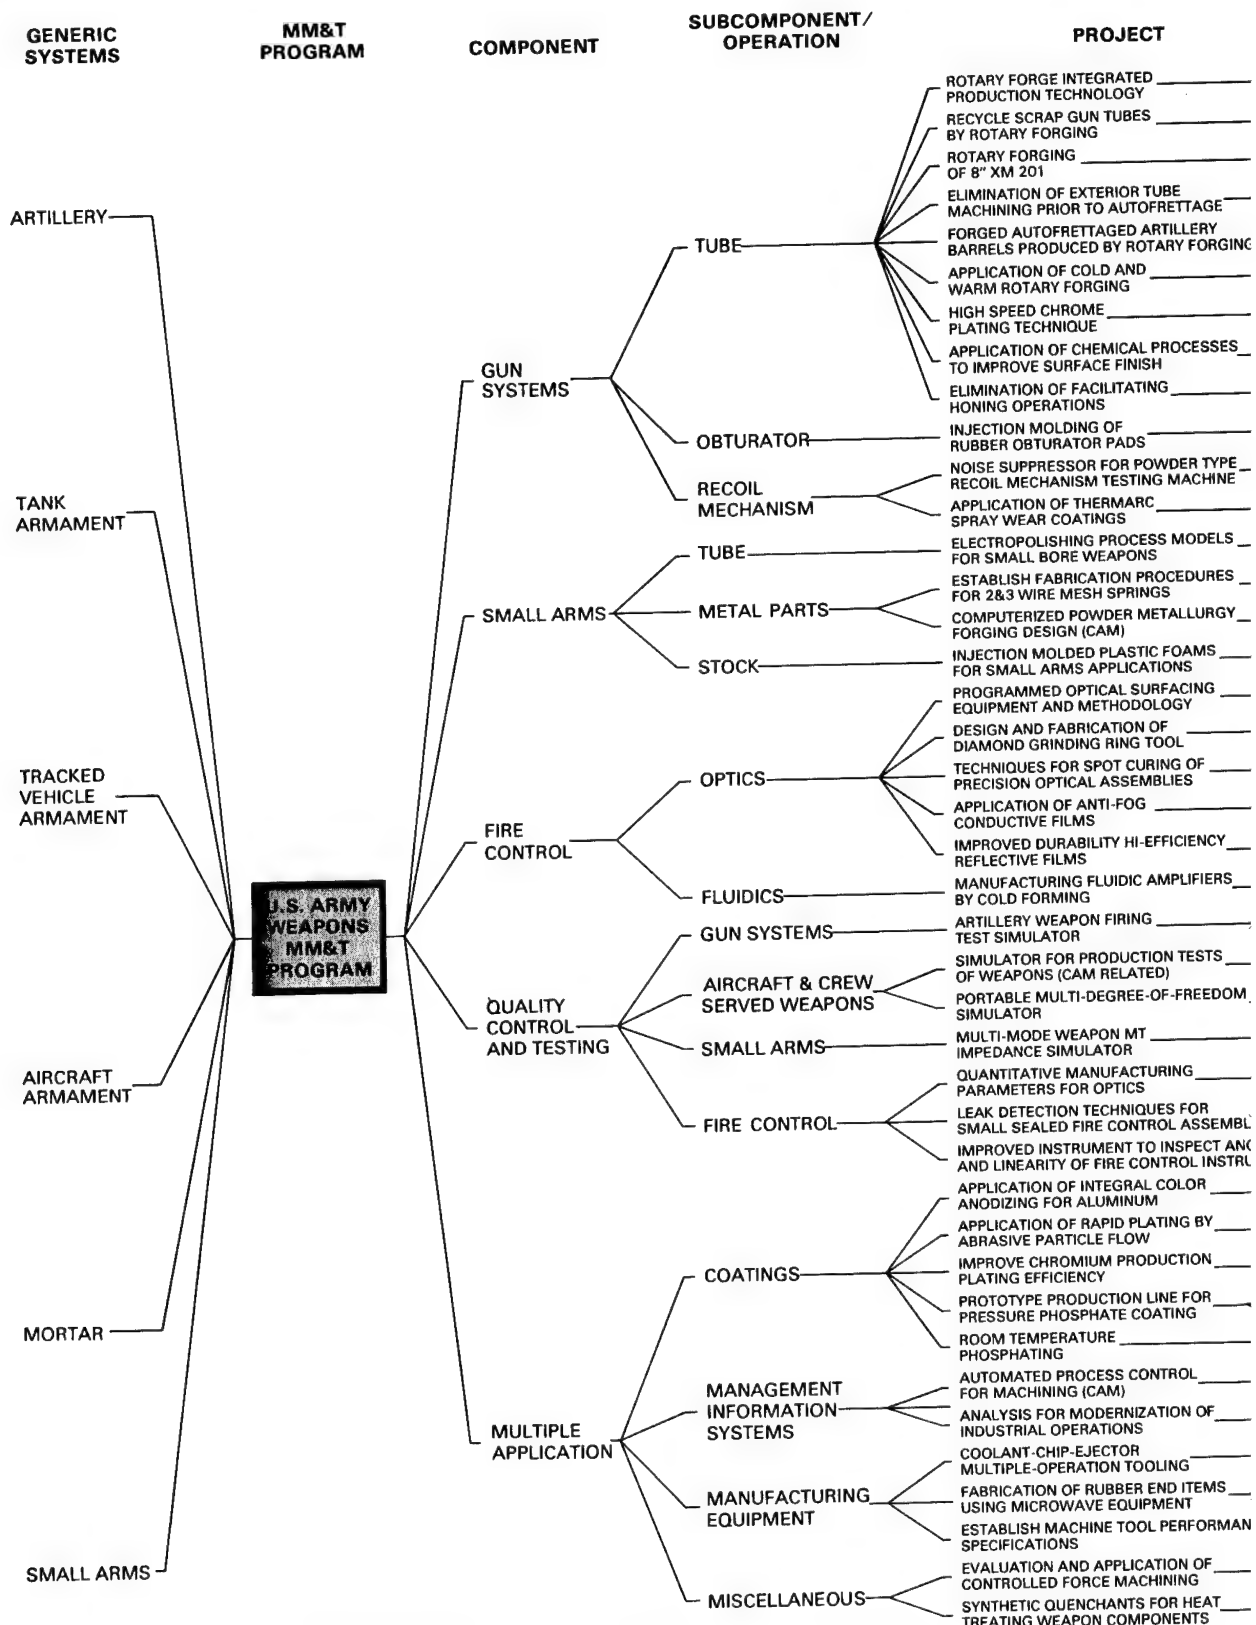 GENERIC
SYSTEMS
MM&T
PROGRAM
COMPONENT
SUBCOMPONENT/
OPERATION
PROJECT
ARTILLERY
TANK
ARMAMENT
TRACKED
VEHICLE
ARMAMENT
AIRCRAFT
ARMAMENT
MORTAR
SMALL ARMS
U.S. ARMY
WEAPONS
MM&T
PROGRAM
GUN
SYSTEMS
TUBE
ROTARY FORGE INTEGRATED
PRODUCTION TECHNOLOGY
RECYCLE SCRAP GUN TUBES
BY ROTARY FORGING
ROTARY FORGING
OF 8" XM 201
ELIMINATION OF EXTERIOR TUBE
MACHINING PRIOR TO AUTOFRETTAGE
FORGED AUTOFRETTAGED ARTILLERY
BARRELS PRODUCED BY ROTARY FORGING
APPLICATION OF COLD AND
WARM ROTARY FORGING
HIGH SPEED CHROME
PLATING TECHNIQUE
APPLICATION OF CHEMICAL PROCESSES
TO IMPROVE SURFACE FINISH
ELIMINATION OF FACILITATING
HONING OPERATIONS
OBTURATOR
INJECTION MOLDING OF
RUBBER OBTURATOR PADS
RECOIL
MECHANISM
NOISE SUPPRESSOR FOR POWDER TYPE
RECOIL MECHANISM TESTING MACHINE
APPLICATION OF THERMARC
SPRAY WEAR COATINGS
SMALL ARMS
TUBE
ELECTROPOLISHING PROCESS MODELS
FOR SMALL BORE WEAPONS
METAL PARTS
ESTABLISH FABRICATION PROCEDURES
FOR 2&3 WIRE MESH SPRINGS
COMPUTERIZED POWDER METALLURGY
FORGING DESIGN (CAM)
STOCK
INJECTION MOLDED PLASTIC FOAMS
FOR SMALL ARMS APPLICATIONS
FIRE
CONTROL
OPTICS
PROGRAMMED OPTICAL SURFACING
EQUIPMENT AND METHODOLOGY
DESIGN AND FABRICATION OF
DIAMOND GRINDING RING TOOL
TECHNIQUES FOR SPOT CURING OF
PRECISION OPTICAL ASSEMBLIES
APPLICATION OF ANTI-FOG
CONDUCTIVE FILMS
IMPROVED DURABILITY HI-EFFICIENCY
REFLECTIVE FILMS
FLUIDICS
MANUFACTURING FLUIDIC AMPLIFIERS
BY COLD FORMING
QUALITY
CONTROL
AND TESTING
GUN SYSTEMS
ARTILLERY WEAPON FIRING
TEST SIMULATOR
AIRCRAFT & CREW
SERVED WEAPONS
SIMULATOR FOR PRODUCTION TESTS
OF WEAPONS (CAM RELATED)
PORTABLE MULTI-DEGREE-OF-FREEDOM
SIMULATOR
SMALL ARMS
MULTI-MODE WEAPON MT
IMPEDANCE SIMULATOR
FIRE CONTROL
QUANTITATIVE MANUFACTURING
PARAMETERS FOR OPTICS
LEAK DETECTION TECHNIQUES FOR
SMALL SEALED FIRE CONTROL ASSEMBL
IMPROVED INSTRUMENT TO INSPECT ANG
AND LINEARITY OF FIRE CONTROL INSTRU
MULTIPLE
APPLICATION
COATINGS
APPLICATION OF INTEGRAL COLOR
ANODIZING FOR ALUMINUM
APPLICATION OF RAPID PLATING BY
ABRASIVE PARTICLE FLOW
IMPROVE CHROMIUM PRODUCTION
PLATING EFFICIENCY
PROTOTYPE PRODUCTION LINE FOR
PRESSURE PHOSPHATE COATING
ROOM TEMPERATURE
PHOSPHATING
MANAGEMENT
INFORMATION
SYSTEMS
AUTOMATED PROCESS CONTROL
FOR MACHINING (CAM)
ANALYSIS FOR MODERNIZATION OF
INDUSTRIAL OPERATIONS
MANUFACTURING
EQUIPMENT
COOLANT-CHIP-EJECTOR
MULTIPLE-OPERATION TOOLING
FABRICATION OF RUBBER END ITEMS
USING MICROWAVE EQUIPMENT
ESTABLISH MACHINE TOOL PERFORMAN
SPECIFICATIONS
MISCELLANEOUS
EVALUATION AND APPLICATION OF
CONTROLLED FORCE MACHINING
SYNTHETIC QUENCHANTS FOR HEAT
TREATING WEAPON COMPONENTS